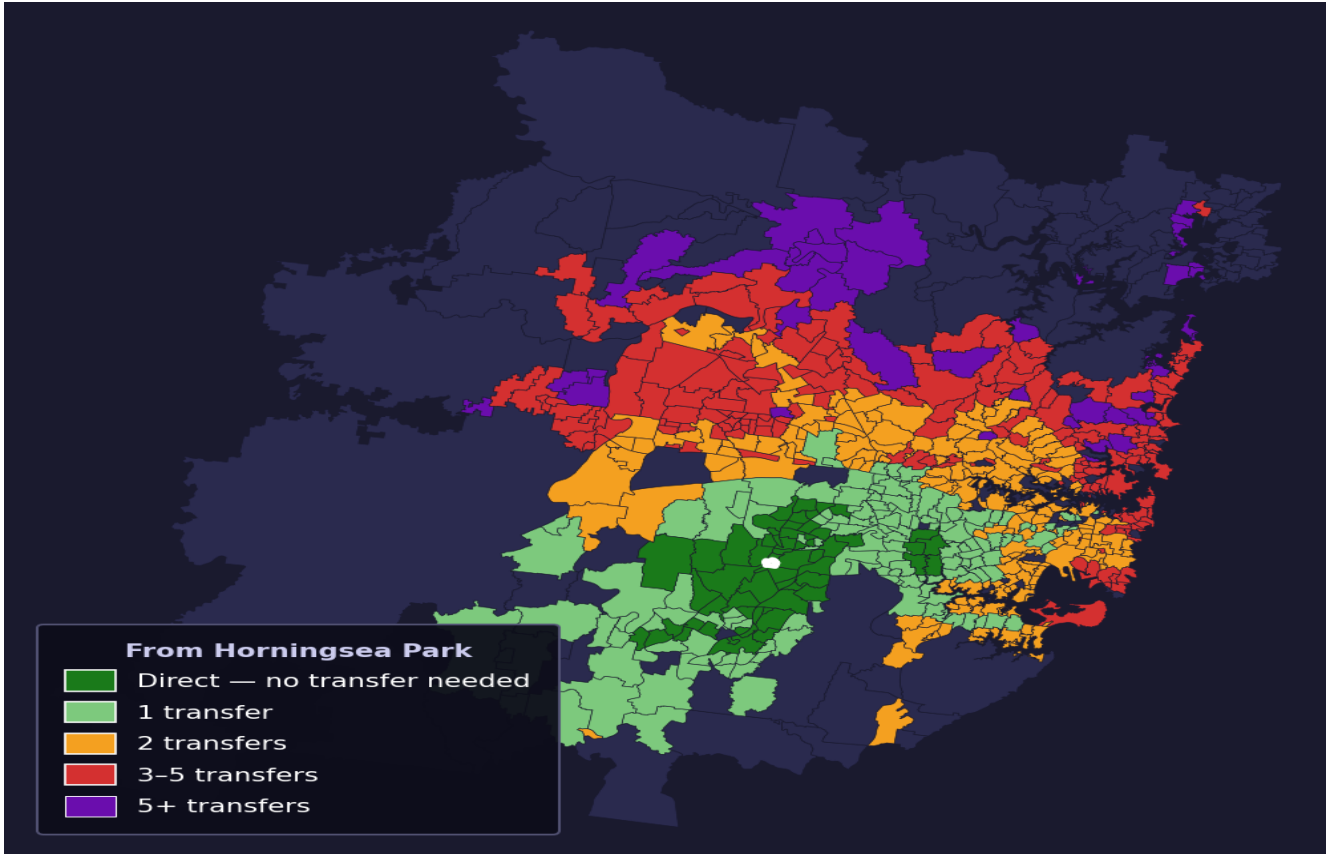 From Horningsea Park
Direct — no transfer needed
1 transfer
2 transfers
3–5 transfers
5+ transfers